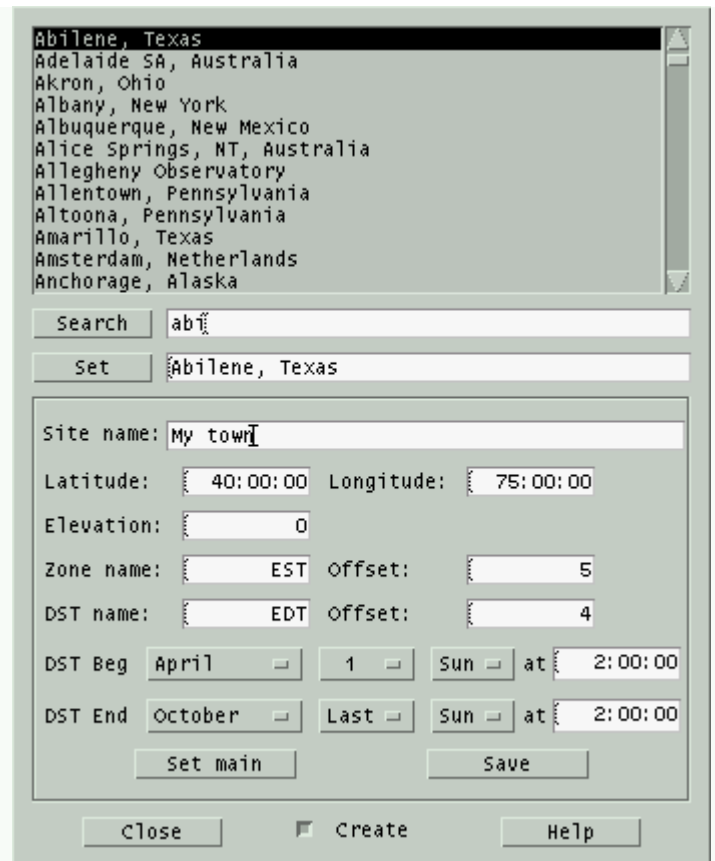 Abilene, Texas
Adelaide SA, Australia
Akron, Ohio
Albany, New York
Albuquerque, New Mexico
Alice Springs, NT, Australia
Allegheny Observatory
Allentown, Pennsylvania
Altoona, Pennsylvania
Amarillo, Texas
Amsterdam, Netherlands
Anchorage, Alaska
Search abi
Set Abilene, Texas
Site name: My town
Latitude: 40:00:00 Longitude: 75:00:00
Elevation: 0
Zone name: EST Offset: 5
DST name: EDT Offset: 4
DST Beg April 1 Sun at 2:00:00
DST End October Last Sun at 2:00:00
Set main Save
Close Create Help